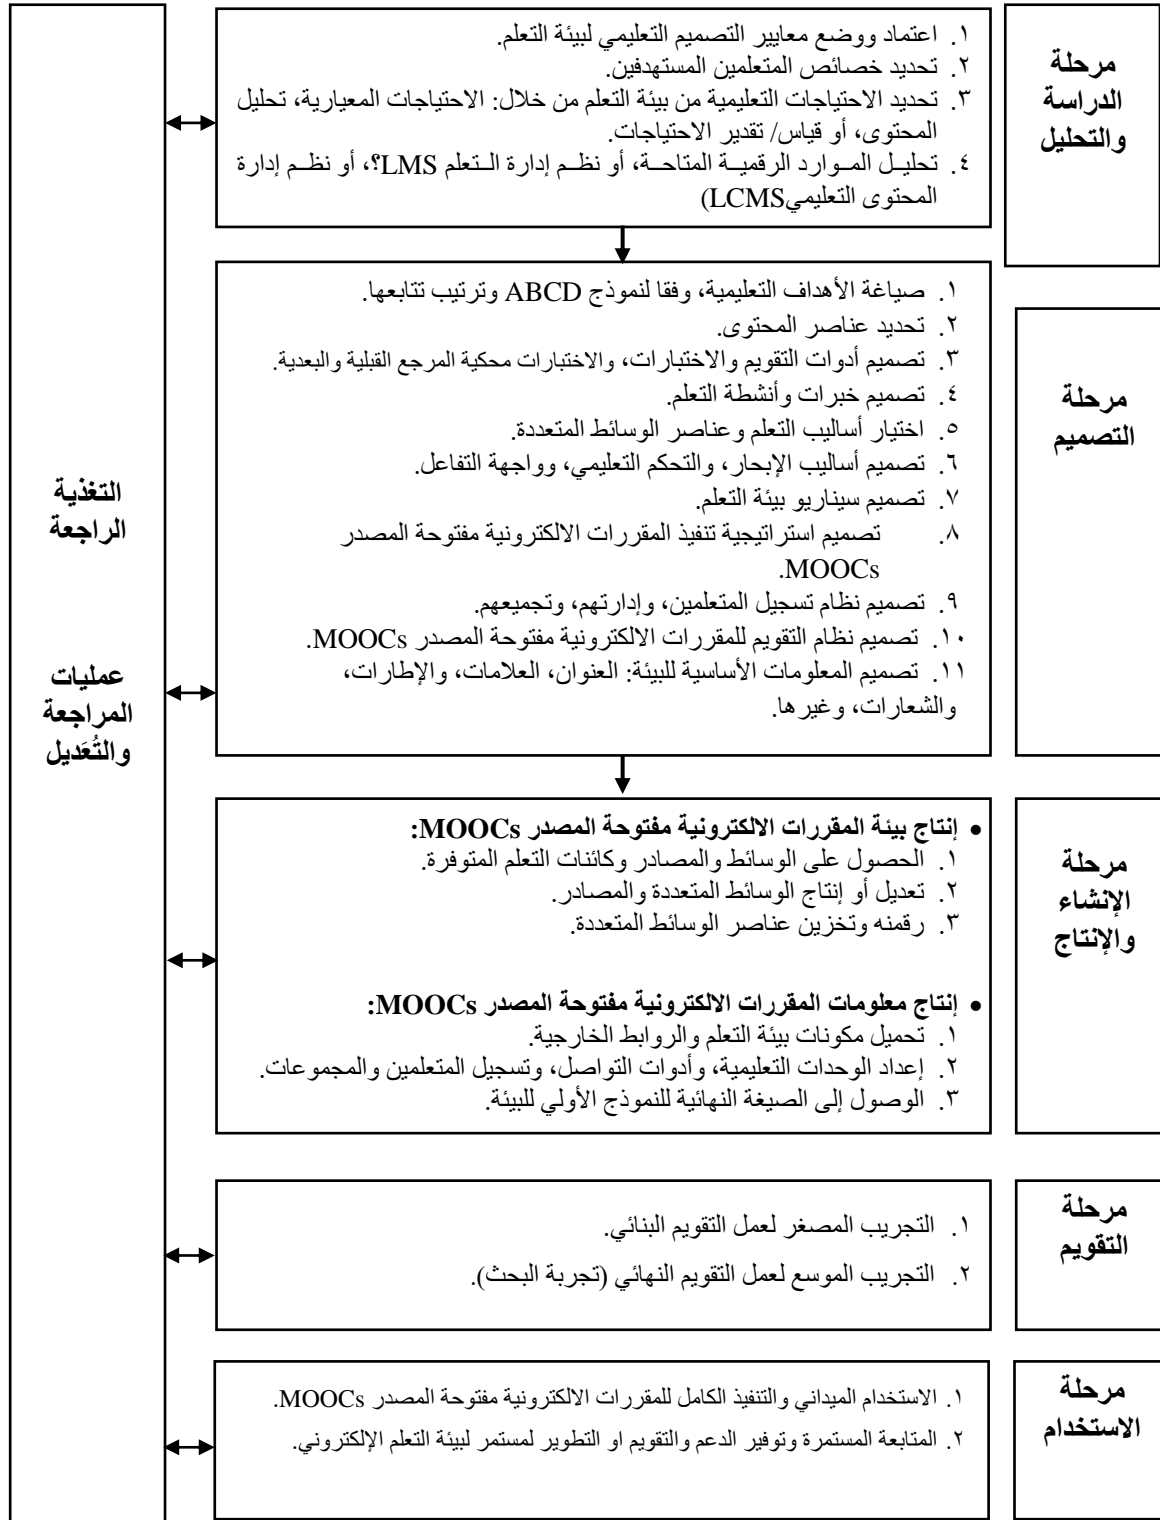 مرحلة
الدراسة
والتحليل
١. اعتماد ووضع معايير التصميم التعليمي لبيئة التعلم.
٢. تحديد خصائص المتعلمين المستهدفين.
٣. تحديد الاحتياجات التعليمية من بيئة التعلم من خلال: الاحتياجات المعيارية، تحليل
المحتوى، أو قياس/ تقدير الاحتياجات.
٤. تحليـل المـوارد الرقميـة المتاحـة، أو نظـم إدارة الـتعلم LMS؟، أو نظـم إدارة
المحتوى التعليميLCMS)
مرحلة
التصميم
١. صياغة الأهداف التعليمية، وفقا لنموذج ABCD وترتيب تتابعها.
٢. تحديد عناصر المحتوى.
٣. تصميم أدوات التقويم والاختبارات، والاختبارات محكية المرجع القبلية والبعدية.
٤. تصميم خبرات وأنشطة التعلم.
٥. اختيار أساليب التعلم وعناصر الوسائط المتعددة.
٦. تصميم أساليب الإبحار، والتحكم التعليمي، وواجهة التفاعل.
٧. تصميم سيناريو بيئة التعلم.
٨. تصميم استراتيجية تنفيذ المقررات الالكترونية مفتوحة المصدر
MOOCs.
٩. تصميم نظام تسجيل المتعلمين، وإدارتهم، وتجميعهم.
١٠. تصميم نظام التقويم للمقررات الالكترونية مفتوحة المصدر MOOCs.
١١. تصميم المعلومات الأساسية للبيئة: العنوان، العلامات، والإطارات،
والشعارات، وغيرها.
مرحلة
الإنشاء
والإنتاج
• إنتاج بيئة المقررات الالكترونية مفتوحة المصدر MOOCs:
١. الحصول على الوسائط والمصادر وكائنات التعلم المتوفرة.
٢. تعديل أو إنتاج الوسائط المتعددة والمصادر.
٣. رقمنه وتخزين عناصر الوسائط المتعددة.
• إنتاج معلومات المقررات الالكترونية مفتوحة المصدر MOOCs:
١. تحميل مكونات بيئة التعلم والروابط الخارجية.
٢. إعداد الوحدات التعليمية، وأدوات التواصل، وتسجيل المتعلمين والمجموعات.
٣. الوصول إلى الصيغة النهائية للنموذج الأولي للبيئة.
مرحلة
التقويم
١. التجريب المصغر لعمل التقويم البنائي.
٢. التجريب الموسع لعمل التقويم النهائي (تجربة البحث).
مرحلة
الاستخدام
١. الاستخدام الميداني والتنفيذ الكامل للمقررات الالكترونية مفتوحة المصدر MOOCs.
٢. المتابعة المستمرة وتوفير الدعم والتقويم او التطوير لمستمر لبيئة التعلم الإلكتروني.
التغذية
الراجعة
عمليات
المراجعة
والتُعَديل